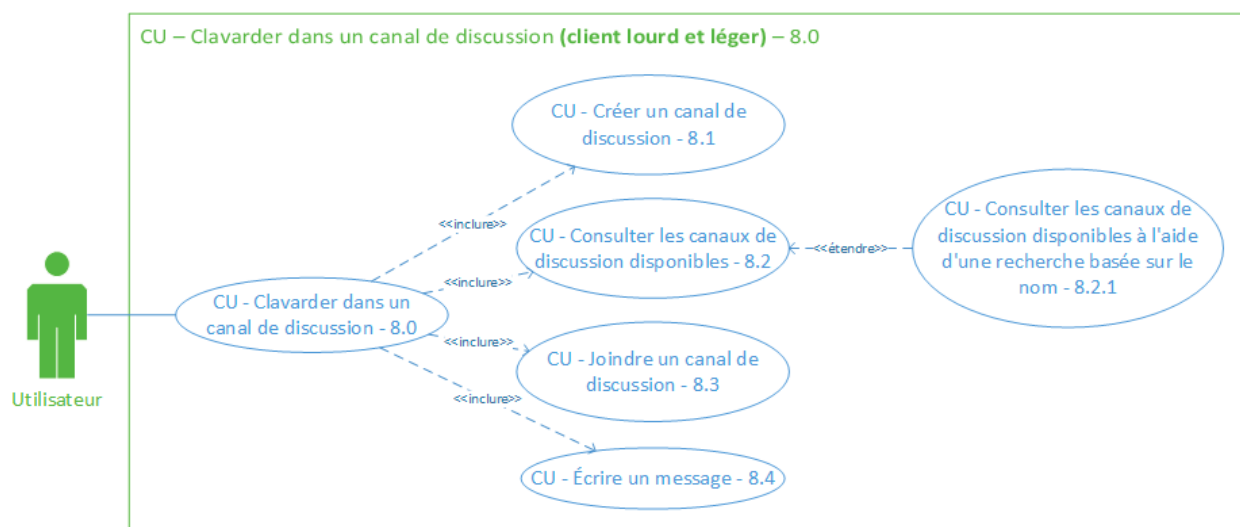 CU – Clavarder dans un canal de discussion (client lourd et léger) – 8.0
CU - Créer un canal de
discussion - 8.1
<<inclure>>
CU - Consulter les canaux de
discussion disponibles - 8.2
<<étendre>>
CU - Consulter les canaux de
discussion disponibles à l'aide
d'une recherche basée sur le
nom - 8.2.1
<<inclure>>
CU - Clavarder dans un
canal de discussion - 8.0
<<inclure>>
CU - Joindre un canal de
discussion - 8.3
<<inclure>>
Utilisateur
CU - Écrire un message - 8.4